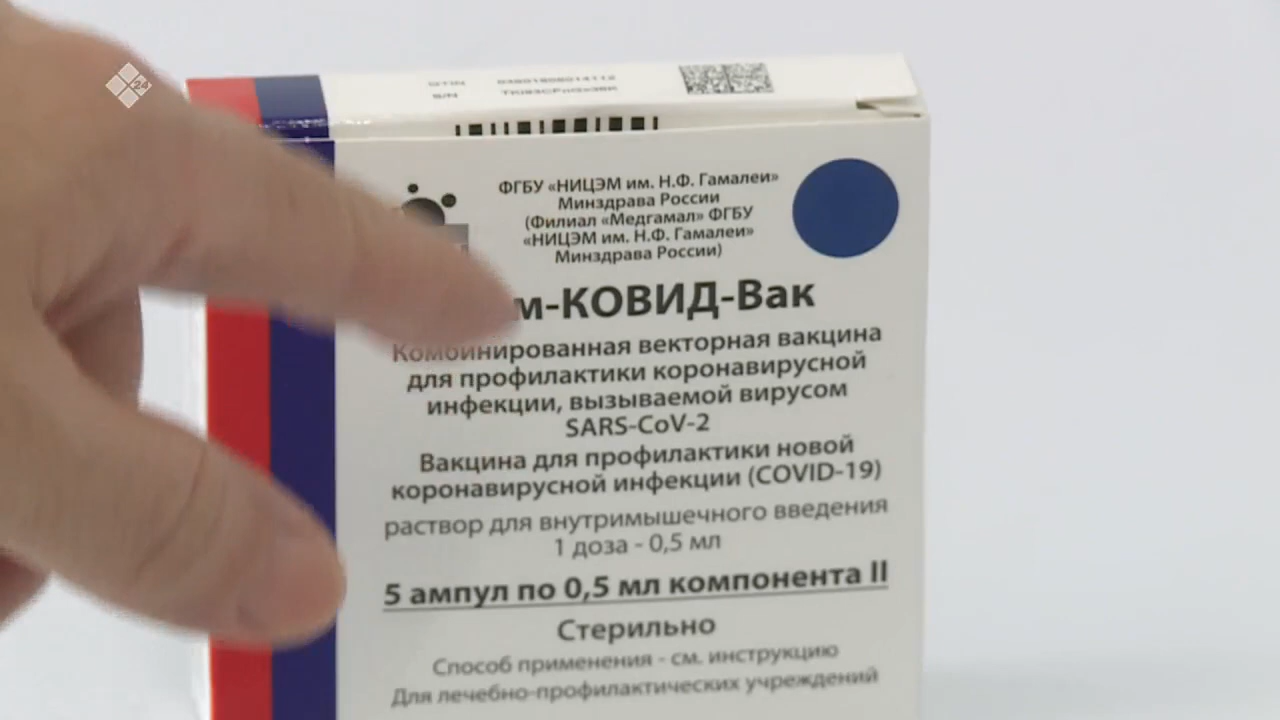 24
GTIN
S/N
ФГБУ «НИЦЭМ им. Н.Ф. Гамалеи»
Минздрава России
(Филиал «Медгамал» ФГБУ
«НИЦЭМ им. Н.Ф. Гамалеи»
Минздрава России)
м-КОВИД-Вак
Комбинированная векторная вакцина
для профилактики коронавирусной
инфекции, вызываемой вирусом
SARS-CoV-2
Вакцина для профилактики новой
коронавирусной инфекции (COVID-19)
раствор для внутримышечного введения
1 доза - 0,5 мл
5 ампул по 0,5 мл компонента II
Стерильно
Способ применения - см. инструкцию
Для лечебно-профилактических учреждений